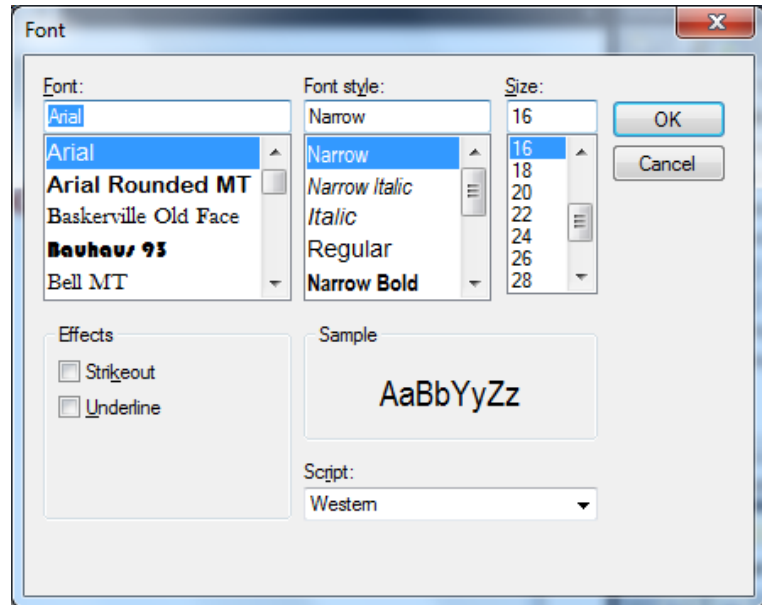 Font
Font:
Arial
Arial
Arial Rounded MT
Baskerville Old Face
Bauhaus 93
Bell MT
Font style:
Narrow
Narrow
Narrow Italic
Italic
Regular
Narrow Bold
Size:
16
16
18
20
22
24
26
28
OK
Cancel
Effects
Strikeout
Underline
Sample
AaBbYyZz
Script:
Western